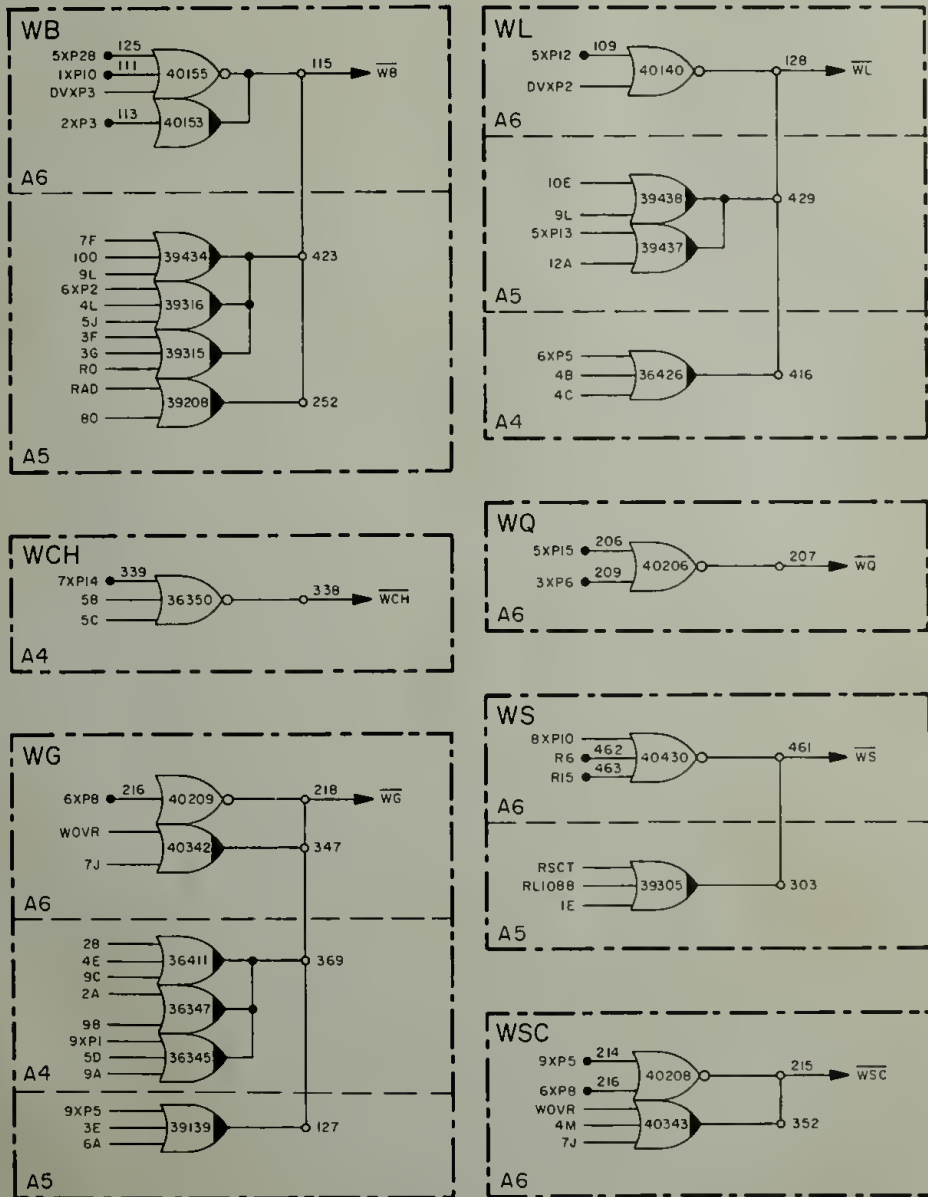 WB
5XP28 125
1XP10 111
DVXP3
40155
115
W̅B̅
2XP3 113
40153
A6
7F
100
9L
39434
423
6XP2
4L
5J
39316
3F
3G
R0
39315
RAD
80
39208
252
A5
WL
5XP12 109
DVXP2
40140
128
W̅L̅
A6
10E
9L
39438
429
5XP13
12A
39437
A5
6XP5
4B
4C
36426
416
A4
WCH
7XP14 339
5B
5C
36350
338
W̅C̅H̅
A4
WQ
5XP15 206
3XP6 209
40206
207
W̅Q̅
A6
WG
6XP8 216
40209
218
W̅G̅
WOVR
7J
40342
347
A6
2B
4E
9C
36411
369
2A
9B
36347
9XP1
5D
9A
36345
A4
9XP5
3E
6A
39139
127
A5
WS
8XP10
R6 462
R15 463
40430
461
W̅S̅
A6
RSCT
RL10BB
1E
39305
303
A5
WSC
9XP5 214
6XP8 216
40208
215
W̅S̅C̅
WOVR
4M
7J
40343
352
A6